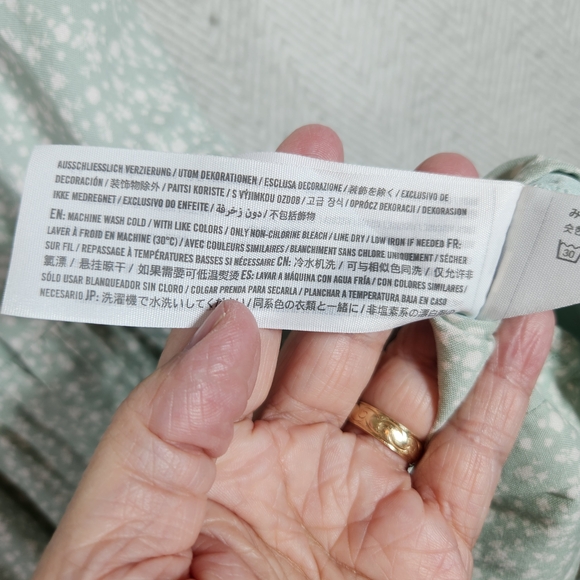 AUSSCHLIESSLICH VERZIERUNG / UTOM DEKORATIONEN / ESCLUSA DECORAZIONE / 装飾を除く / EXCLUSIVO DE
DECORACIÓN / 装饰物除外 / PAITSI KORISTE / S VÝJIMKOU OZDOB / 고급 장식 / OPRÓCZ DEKORACJI / DEKORASJON
IKKE MEDREGNET / EXCLUSIVO DO ENFEITE / دون زخرفة / 不包括飾物
EN: MACHINE WASH COLD / WITH LIKE COLORS / ONLY NON-CHLORINE BLEACH / LINE DRY / LOW IRON IF NEEDED FR:
LAVER À FROID EN MACHINE (30°C) / AVEC COULEURS SIMILAIRES / BLANCHIMENT SANS CHLORE UNIQUEMENT / SÉCHER
SUR FIL / REPASSAGE À TEMPÉRATURES BASSES SI NÉCESSAIRE CN: 冷水机洗 / 可与相似色同洗 / 仅允许非
氯漂 / 悬挂晾干 / 如果需要可低温熨烫 ES: LAVAR A MÁQUINA CON AGUA FRÍA / CON COLORES SIMILARES /
SÓLO USAR BLANQUEADOR SIN CLORO / COLGAR PRENDA PARA SECARLA / PLANCHAR A TEMPERATURA BAJA EN CASO
NECESARIO JP: 洗濯機で水洗いして / 同系色の衣類と一緒に / 非塩素系の漂白剤
30